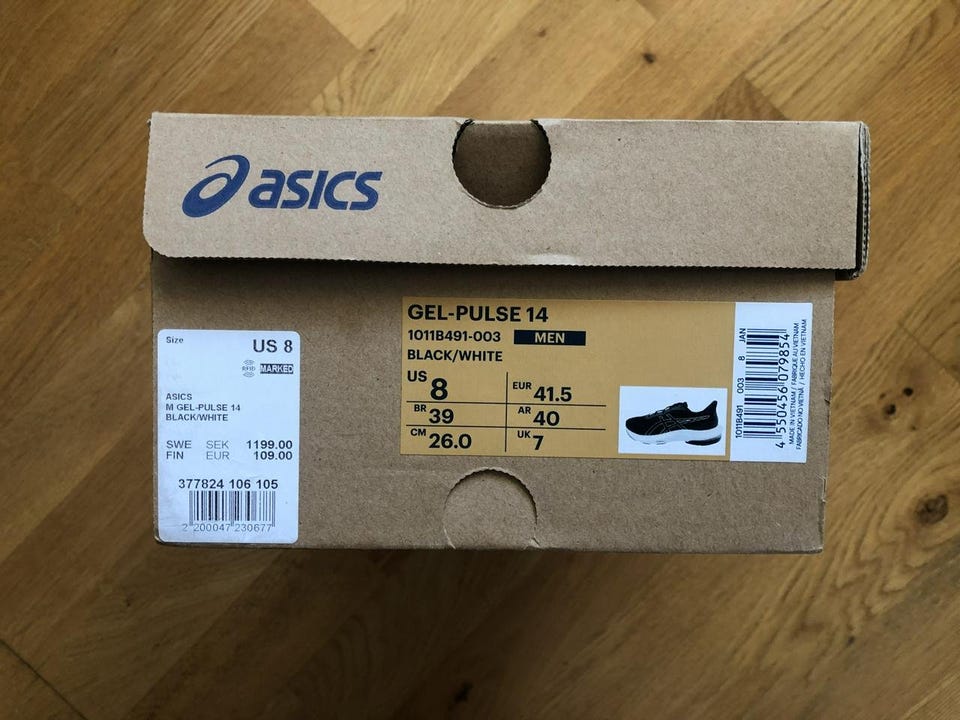 asics
Size
US 8
RFID MARKED
ASICS
M GEL-PULSE 14
BLACK/WHITE
SWE SEK 1199.00
FIN EUR 109.00
377824 106 105
2 200047 230677
GEL-PULSE 14
1011B491-003 MEN
BLACK/WHITE
US 8 EUR 41.5
BR 39 AR 40
CM 26.0 UK 7
1011B491 003 8 JAN
4 550456 079854
MADE IN VIETNAM / FABRIQUÉ AU VIETNAM
FABRICADO NO VIETNÃ / HECHO EN VIETNAM